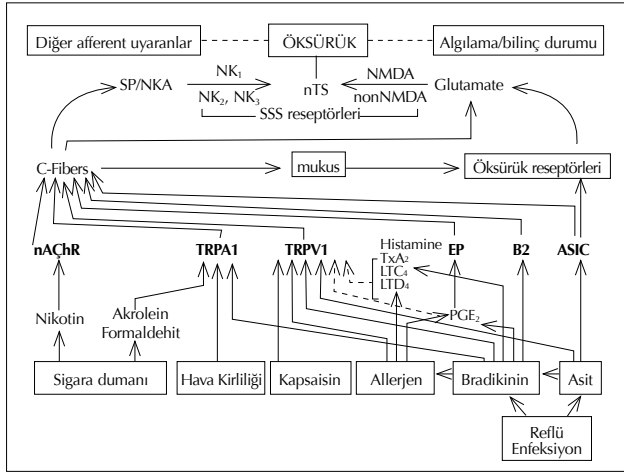 Diğer afferent uyaranlar
ÖKSÜRÜK
Algılama/bilinç durumu
SP/NKA
NK1
nTS
NMDA
Glutamate
NK2, NK3
nonNMDA
SSS reseptörleri
C-Fibers
mukus
Öksürük reseptörleri
nAÇhR
TRPA1
TRPV1
Histamine
TxA2
LTC4
LTD4
EP
B2
ASIC
Nikotin
Akrolein
Formaldehit
PGE2
Sigara dumanı
Hava Kirliliği
Kapsaisin
Allerjen
Bradikinin
Asit
Reflü
Enfeksiyon